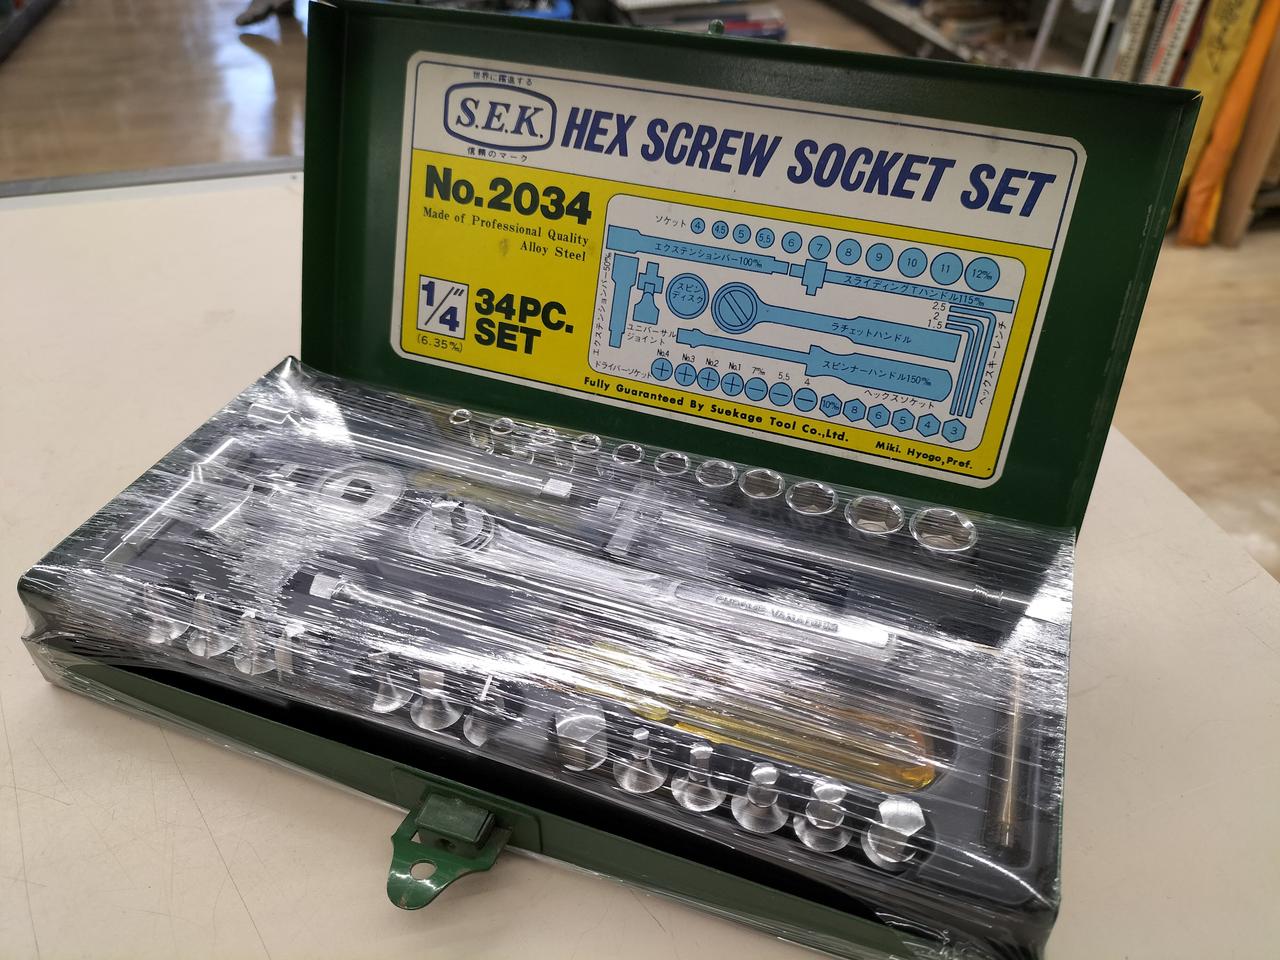 世界に躍進する
S.E.K.
信頼のマーク
HEX SCREW SOCKET SET
No.2034
Made of Professional Quality
Alloy Steel
1/4"
(6.35㎜)
34PC.
SET
ソケット 4 4.5 5 5.5 6 7 8 9 10 11 12㎜
エクステンションバー100㎜
スライディングTハンドル115㎜
エクステンションバー50㎜
スピン
ディスク
ユニバーサル
ジョイント
ラチェットハンドル
2.5
2
1.5
ヘックスキーレンチ
スピンナーハンドル150㎜
ドライバーソケット
No.4 No.3 No.2 No.1 7㎜ 5.5 4
ヘックスソケット
10㎜ 8 6 5 4 3
Fully Guaranteed By Suekage Tool Co.,Ltd. Miki. Hyogo,Pref.
CHROME VANADIUM